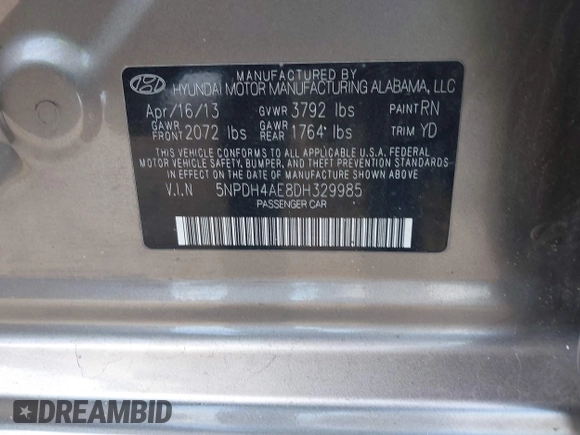 MANUFACTURED BY
HYUNDAI MOTOR MANUFACTURING ALABAMA, LLC
Apr/16/13 GVWR 3792 lbs PAINT RN
GAWR FRONT 2072 lbs GAWR REAR 1764 lbs TRIM YD
THIS VEHICLE CONFORMS TO ALL APPLICABLE U.S.A. FEDERAL
MOTOR VEHICLE SAFETY, BUMPER, AND THEFT PREVENTION
STANDARDS IN EFFECT ON THE DATE OF MANUFACTURE SHOWN ABOVE
V.I.N 5NPDH4AE8DH329985
PASSENGER CAR
DREAMBID